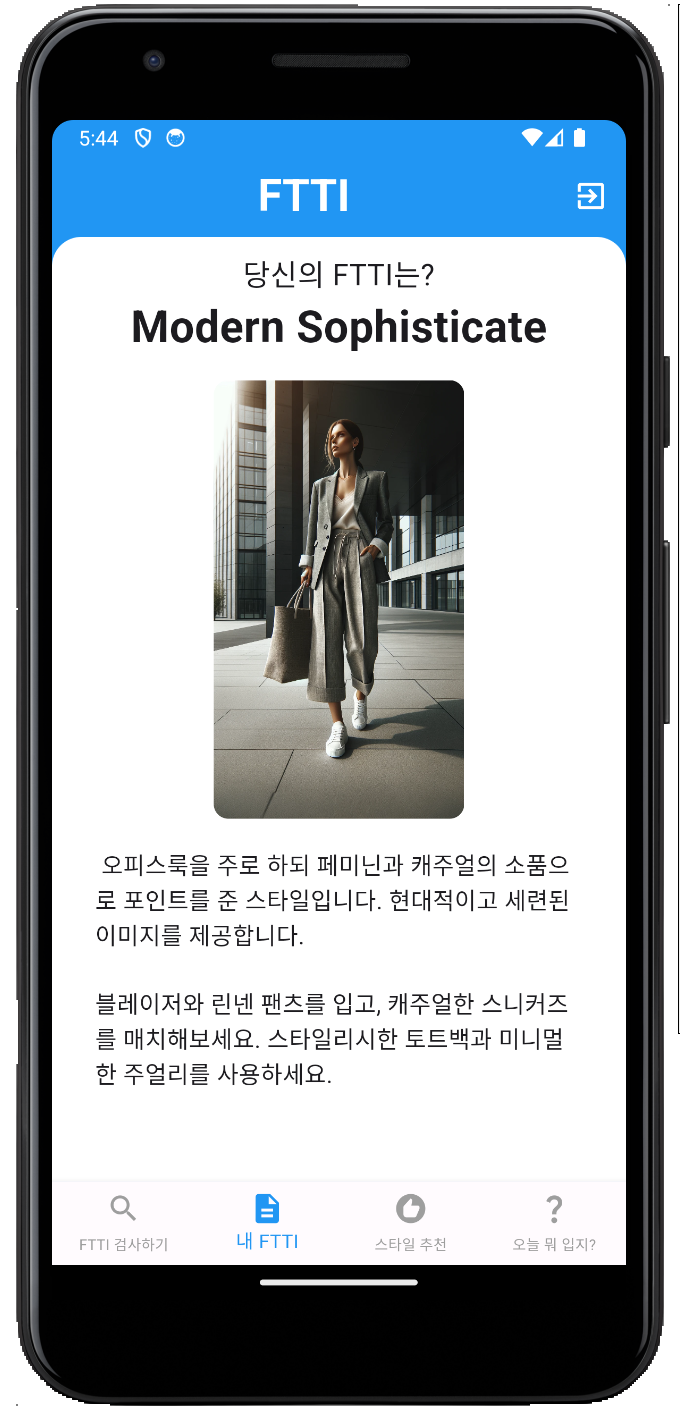 5:44
FTTI
당신의 FTTI는?
Modern Sophisticate
오피스룩을 주로 하되 페미닌과 캐주얼의 소품으
로 포인트를 준 스타일입니다. 현대적이고 세련된
이미지를 제공합니다.
블레이저와 린넨 팬츠를 입고, 캐주얼한 스니커즈
를 매치해보세요. 스타일리시한 토트백과 미니멀
한 주얼리를 사용하세요.
FTTI 검사하기
내 FTTI
스타일 추천
오늘 뭐 입지?